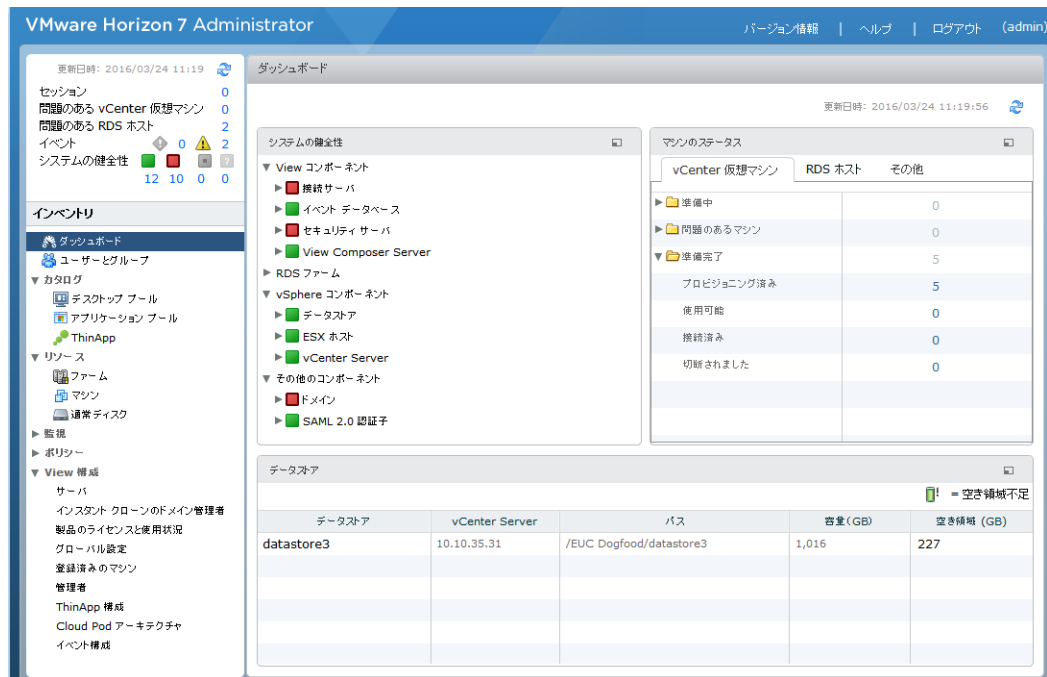 VMware Horizon 7 Administrator
バージョン情報 | ヘルプ | ログアウト (admin)
更新日時: 2016/03/24 11:19
セッション 0
問題のある vCenter 仮想マシン 0
問題のある RDS ホスト 2
イベント 0 2
システムの健全性
12 10 0 0
インベントリ
ダッシュボード
ユーザーとグループ
カタログ
デスクトップ プール
アプリケーション プール
ThinApp
リソース
ファーム
マシン
通常ディスク
監視
ポリシー
View 構成
サーバ
インスタント クローンのドメイン管理者
製品のライセンスと使用状況
グローバル設定
登録済みのマシン
管理者
ThinApp 構成
Cloud Pod アーキテクチャ
イベント構成
ダッシュボード
更新日時: 2016/03/24 11:19:56
システムの健全性
View コンポーネント
接続サーバ
イベント データベース
セキュリティ サーバ
View Composer Server
RDS ファーム
vSphere コンポーネント
データストア
ESX ホスト
vCenter Server
その他のコンポーネント
ドメイン
SAML 2.0 認証子
マシンのステータス
vCenter 仮想マシン RDS ホスト その他
準備中 0
問題のあるマシン 0
準備完了 5
プロビジョニング済み 5
使用可能 0
接続済み 0
切断されました 0
データストア
! = 空き領域不足
データストア vCenter Server パス 容量(GB) 空き領域 (GB)
datastore3 10.10.35.31 /EUC Dogfood/datastore3 1,016 227